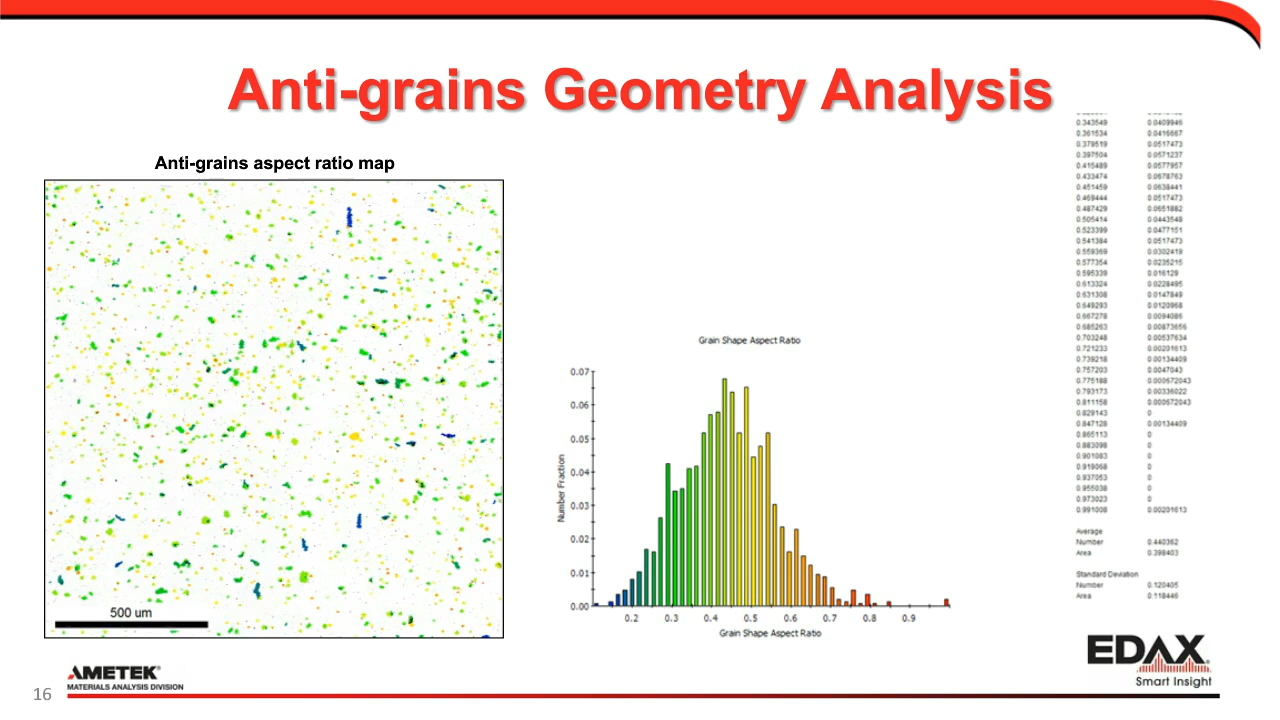 Anti-grains Geometry Analysis
Anti-grains aspect ratio map
500 um
Grain Shape Aspect Ratio
Number Fraction
0.07
0.06
0.05
0.04
0.03
0.02
0.01
0.00
0.2 0.3 0.4 0.5 0.6 0.7 0.8 0.9
Grain Shape Aspect Ratio
0.343549 0.0409946
0.361534 0.0416667
0.379519 0.0517473
0.397504 0.0571237
0.415489 0.0577957
0.433474 0.0678763
0.451459 0.0638441
0.469444 0.0517473
0.487429 0.0651882
0.505414 0.0443548
0.523399 0.0477151
0.541384 0.0517473
0.559369 0.0302419
0.577354 0.0235215
0.595339 0.016129
0.613324 0.0228495
0.631308 0.0147849
0.649293 0.0120968
0.667278 0.0094086
0.685263 0.00873656
0.703248 0.00537634
0.721233 0.00201613
0.739218 0.00134409
0.757203 0.0047043
0.775188 0.000672043
0.793173 0.00336022
0.811158 0.000672043
0.829143 0
0.847128 0.00134409
0.865113 0
0.883098 0
0.901083 0
0.919068 0
0.937053 0
0.955038 0
0.973023 0
0.991008 0.00201613
Average
Number 0.440362
Area 0.398403
Standard Deviation
Number 0.120405
Area 0.118446
16
AMETEK®
MATERIALS ANALYSIS DIVISION
EDAX
Smart Insight